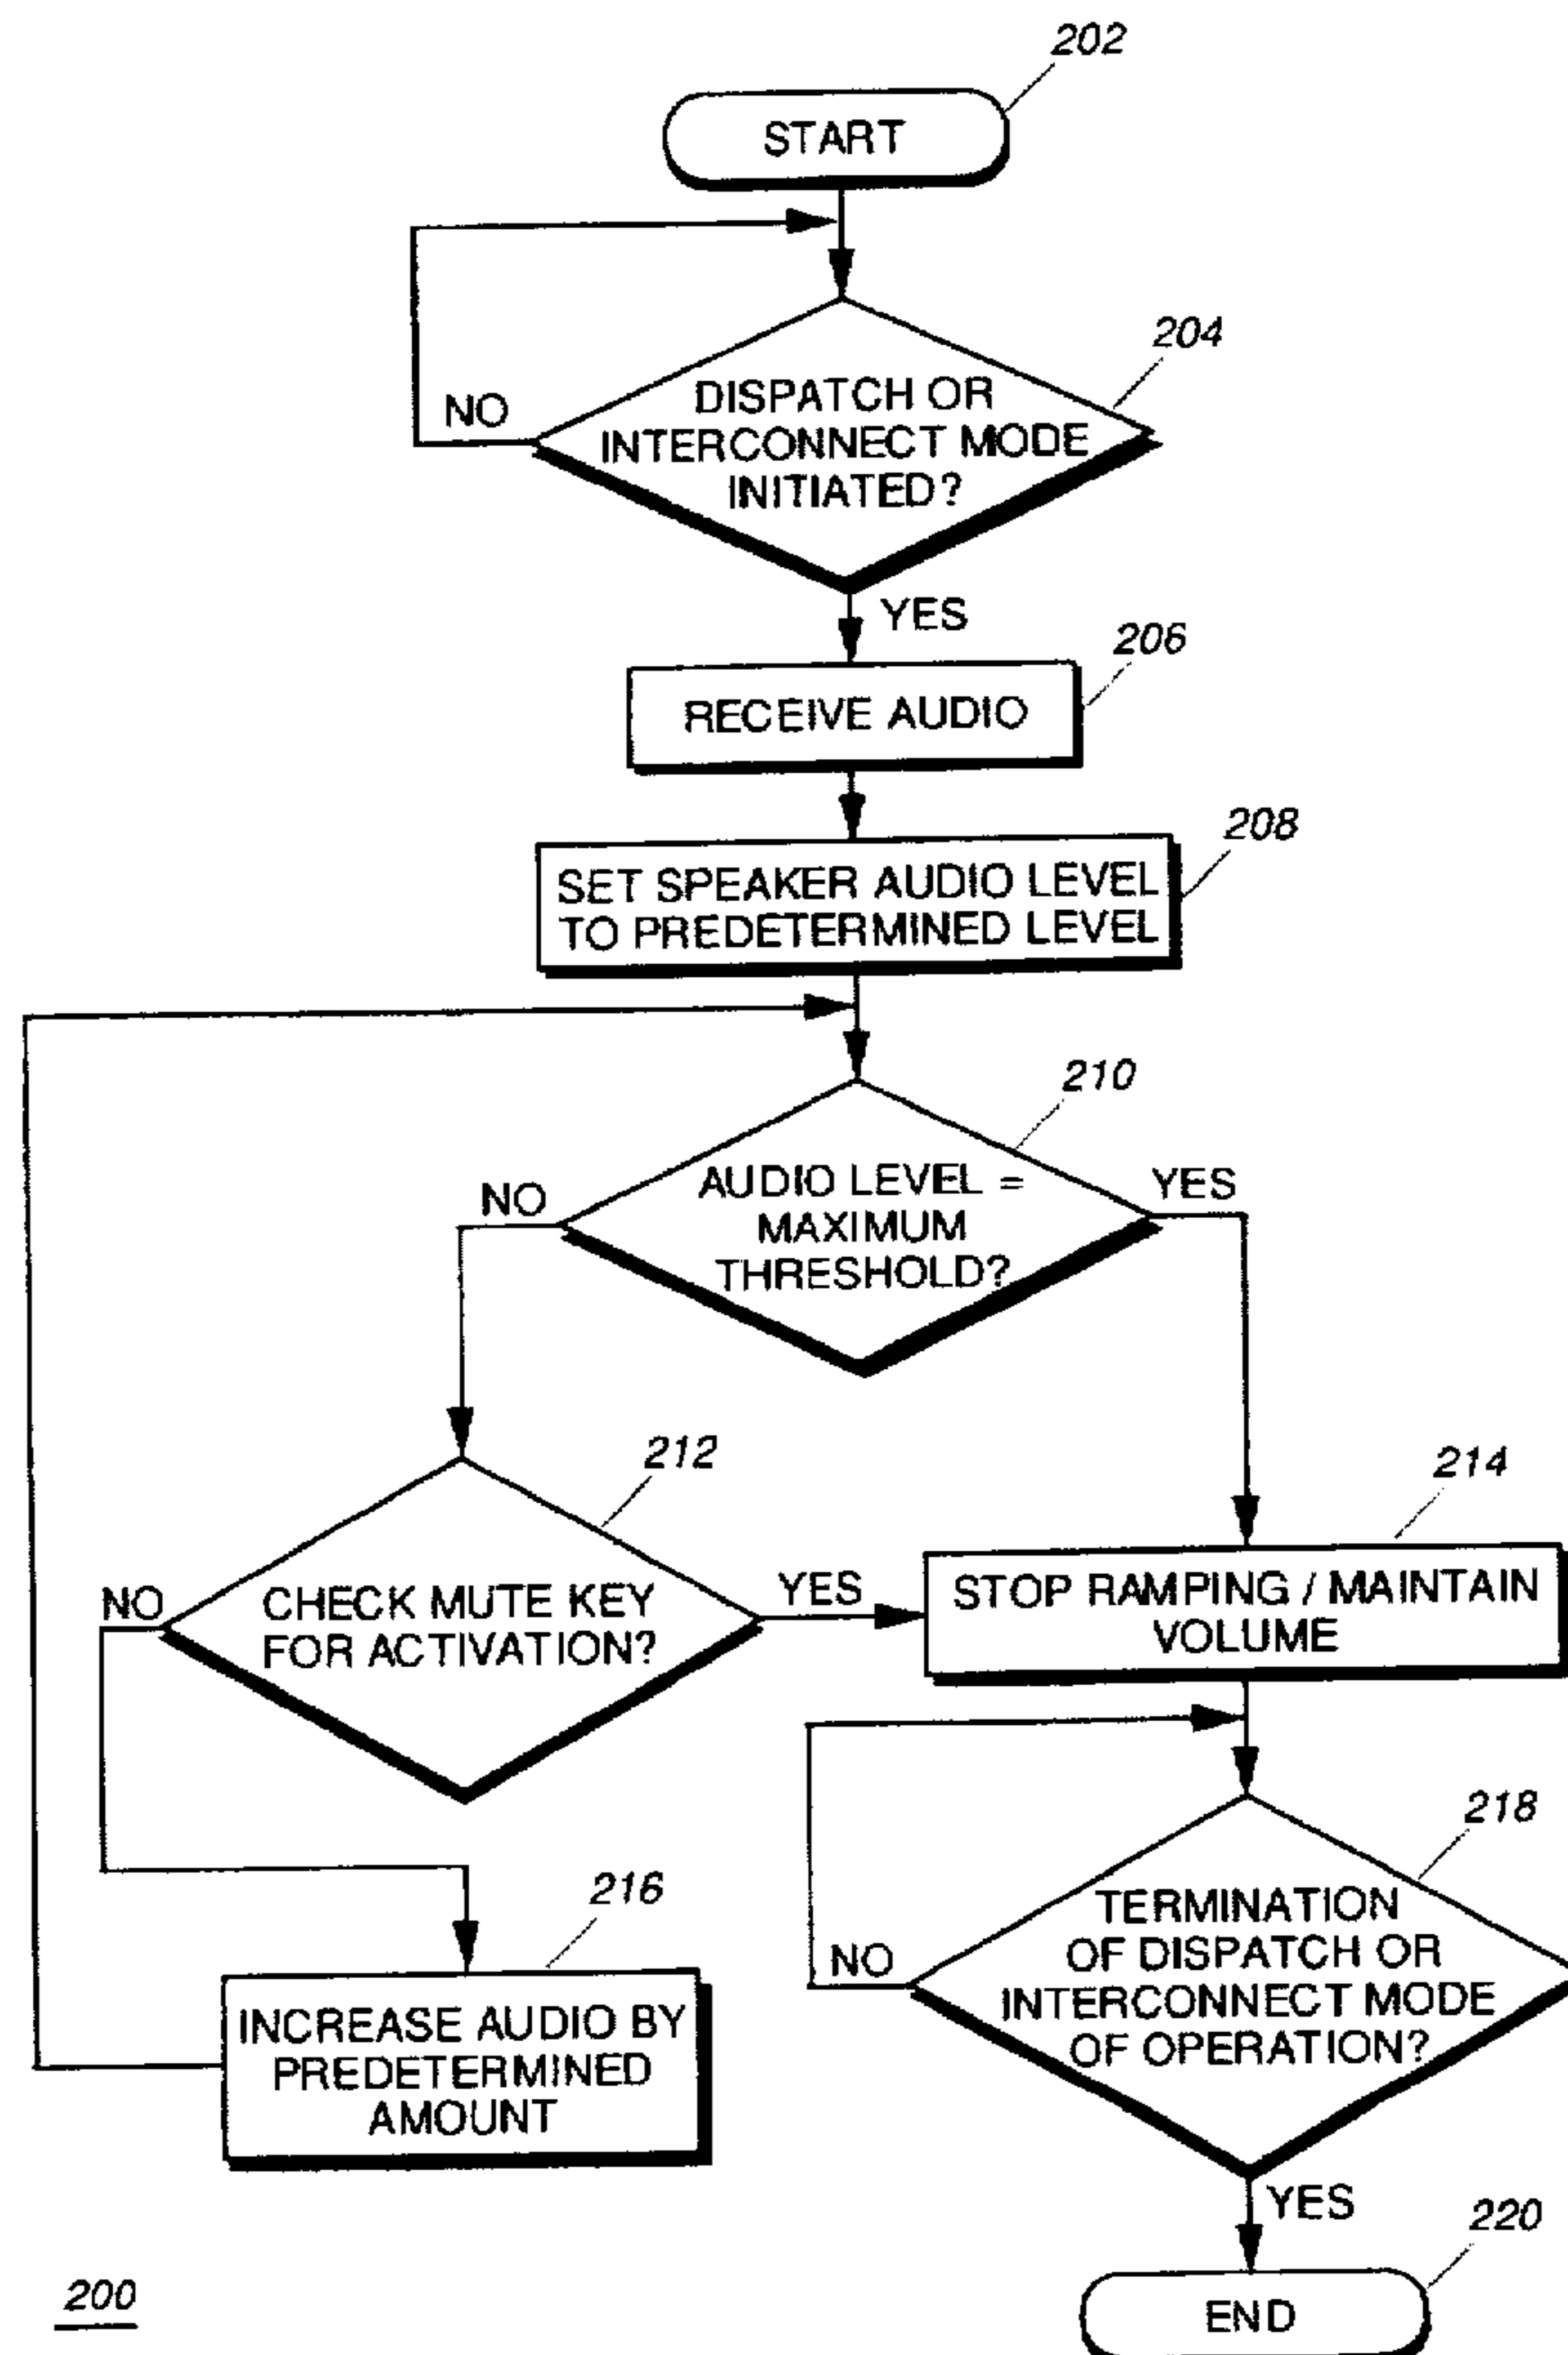 202
START
204
NO
DISPATCH OR
INTERCONNECT MODE
INITIATED?
YES
206
RECEIVE AUDIO
208
SET SPEAKER AUDIO LEVEL
TO PREDETERMINED LEVEL
210
NO
AUDIO LEVEL =
MAXIMUM
THRESHOLD?
YES
212
NO
CHECK MUTE KEY
FOR ACTIVATION?
YES
214
STOP RAMPING / MAINTAIN
VOLUME
216
INCREASE AUDIO BY
PREDETERMINED
AMOUNT
218
NO
TERMINATION
OF DISPATCH OR
INTERCONNECT MODE
OF OPERATION?
YES
220
END
200